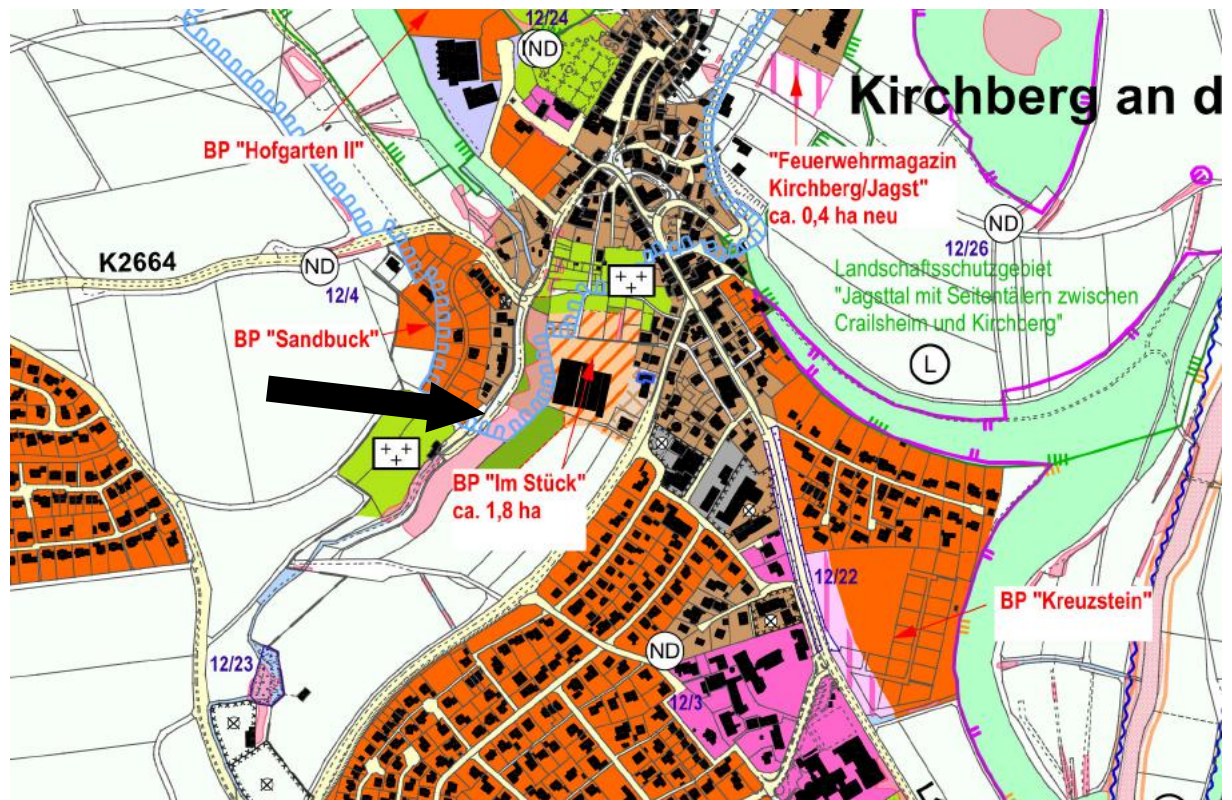 12/24
ND
Kirchberg an d
BP "Hofgarten II"
"Feuerwehrmagazin
Kirchberg/Jagst"
ca. 0,4 ha neu
ND
12/26
K2664
ND
12/4
Landschaftsschutzgebiet
"Jagsttal mit Seitentälern zwischen
Crailsheim und Kirchberg"
BP "Sandbuck"
L
BP "Im Stück"
ca. 1,8 ha
12/22
BP "Kreuzstein"
ND
12/23
12/3